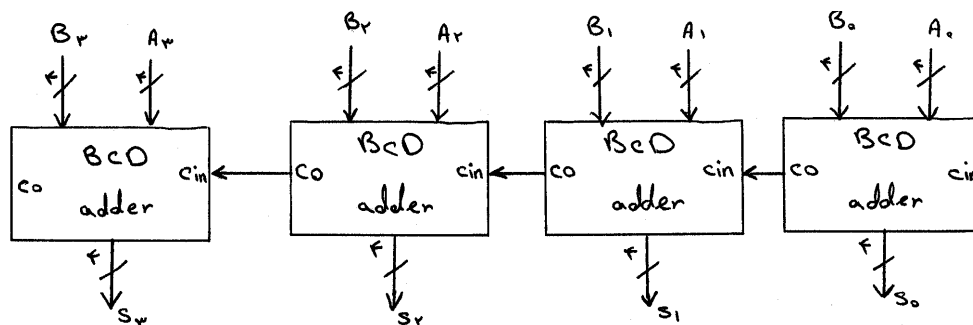 B۳ A۳ B۲ A۲ B۱ A۱ B۰ A۰
۴ ۴ ۴ ۴ ۴ ۴ ۴ ۴
BCD BCD BCD BCD
co cin co cin co cin co cin
adder adder adder adder
۴ ۴ ۴ ۴
S۳ S۲ S۱ S۰